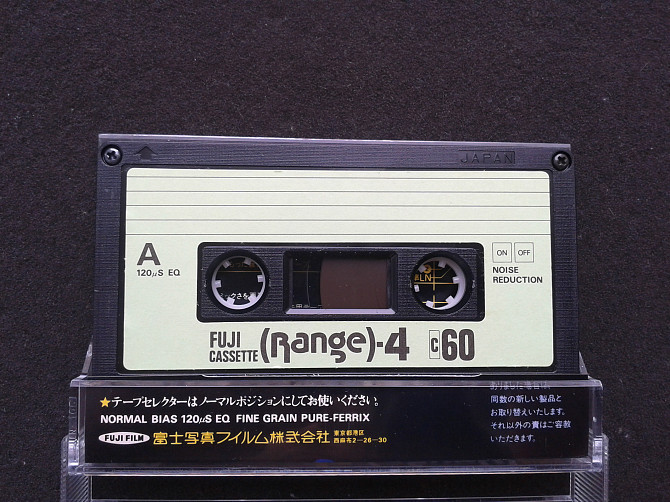 JAPAN
A
120μS EQ
ON OFF
NOISE
REDUCTION
LN
FUJI
CASSETTE
(Range)-4
C60
★テープセレクターはノーマルポジションにしてお使いください。
NORMAL BIAS 120μS EQ FINE GRAIN PURE-FERRIX
FUJI FILM 富士写真フイルム株式会社 東京都港区
西麻布2-26-30
同数の新しい製品と
お取り替えいたします。
それ以外の責はご容赦
いただきます。